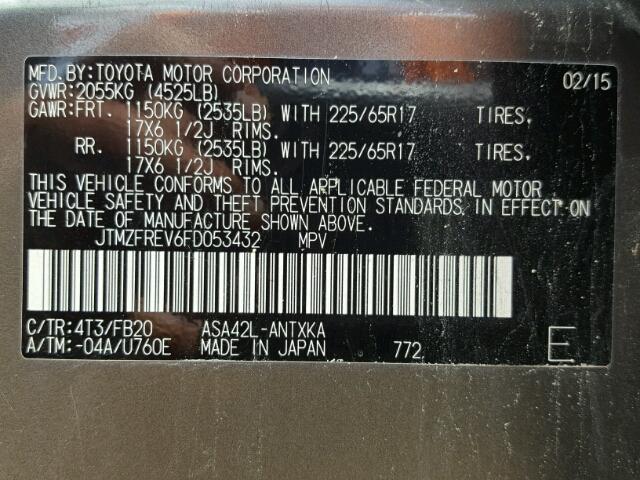 MFD.BY:TOYOTA MOTOR CORPORATION 02/15
GVWR:2055KG (4525LB)
GAWR:FRT. 1150KG (2535LB) WITH 225/65R17 TIRES.
17X6 1/2J RIMS.
RR. 1150KG (2535LB) WITH 225/65R17 TIRES.
17X6 1/2J RIMS.
THIS VEHICLE CONFORMS TO ALL APPLICABLE FEDERAL MOTOR
VEHICLE SAFETY AND THEFT PREVENTION STANDARDS IN EFFECT ON
THE DATE OF MANUFACTURE SHOWN ABOVE.
JTMZFREV6FD053432 MPV
C/TR:4T3/FB20 ASA42L-ANTXKA
A/TM:-04A/U760E MADE IN JAPAN 772 E